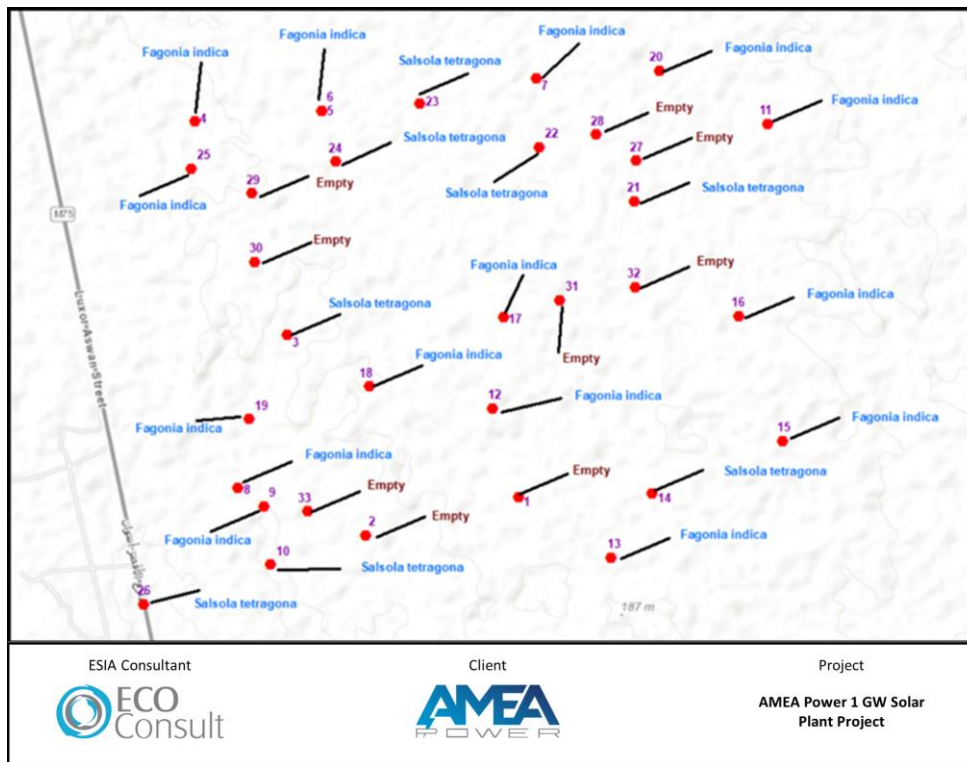 Fagonia indica
Fagonia indica
Fagonia indica
20
Fagonia indica
Salsola tetragona
7
6
5
23
4
28
Empty
11
Fagonia indica
24
Salsola tetragona
22
27
Empty
25
29
Empty
Salsola tetragona
21
Salsola tetragona
Fagonia indica
M75
30
Empty
Fagonia indica
32
Empty
31
16
Fagonia indica
17
Luxor-Aswan-Street
Salsola tetragona
3
Empty
18
Fagonia indica
12
Fagonia indica
19
Fagonia indica
15
Fagonia indica
Fagonia indica
8
9
33
Empty
1
Empty
14
Salsola tetragona
Fagonia indica
2
Empty
13
Fagonia indica
10
Salsola tetragona
الأقصر أسوان
26
Salsola tetragona
187 m
ESIA Consultant
Client
Project
ECO
Consult
AMEA
POWER
AMEA Power 1 GW Solar
Plant Project